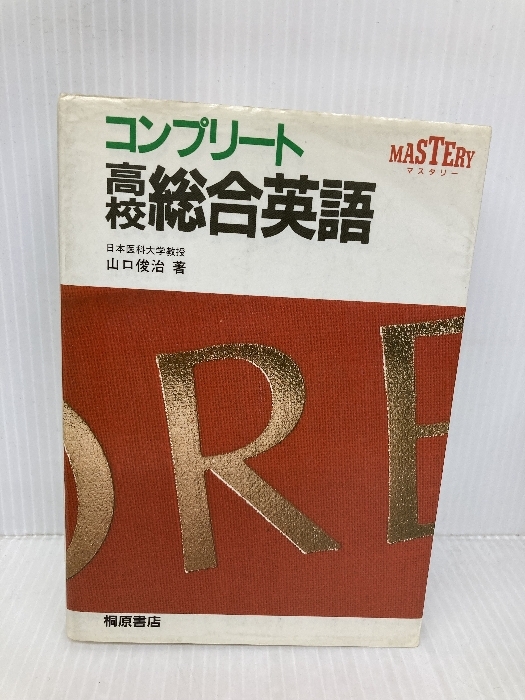 コンプリート
高校総合英語
MASTERY
マスタリー
日本医科大学教授
山口俊治 著
ORE
桐原書店